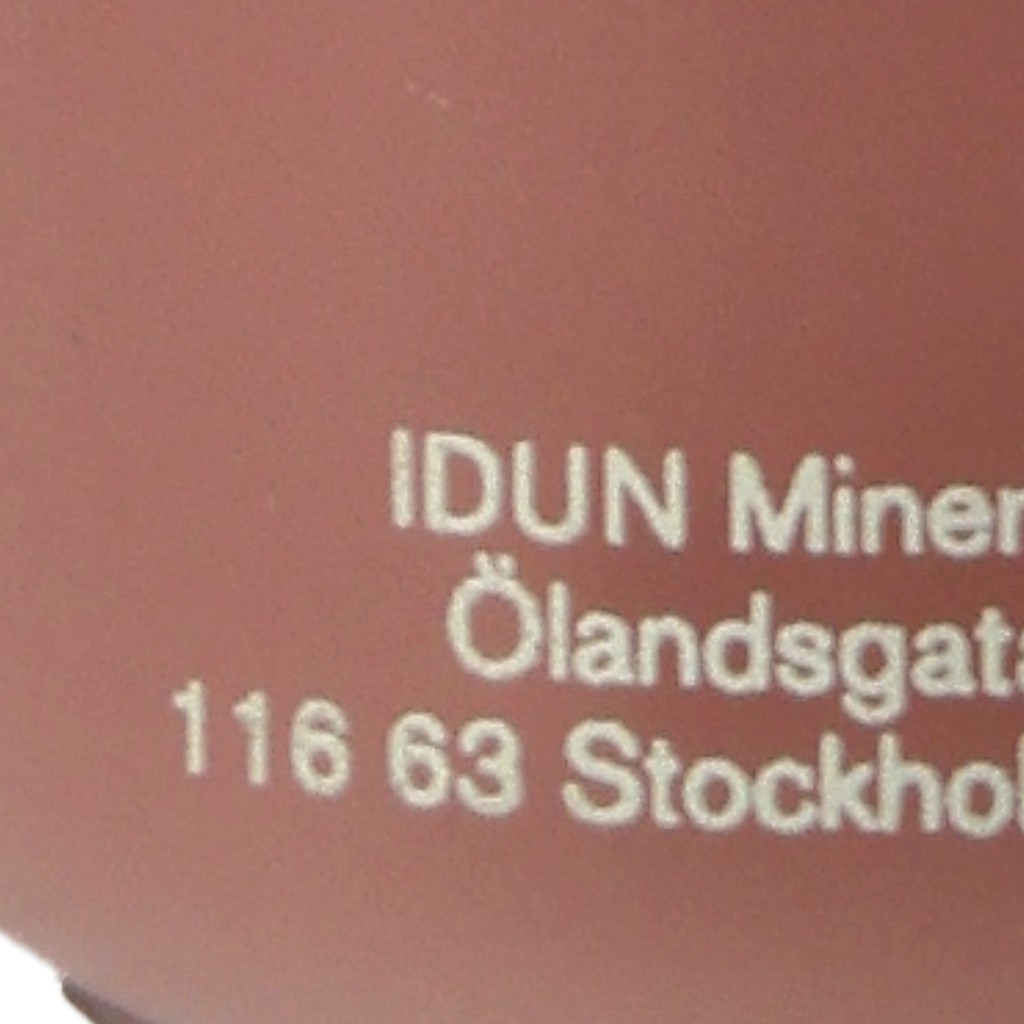 IDUN Miner
Ölandsgata
116 63 Stockhol